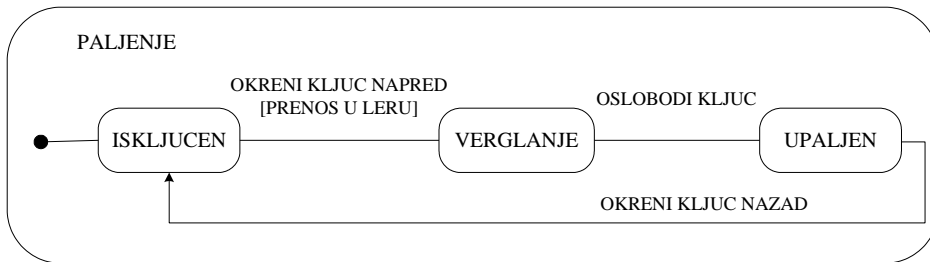 PALJENJE
OKRENI KLJUC NAPRED
[PRENOS U LERU]
OSLOBODI KLJUC
ISKLJUCEN
VERGLANJE
UPALJEN
OKRENI KLJUC NAZAD